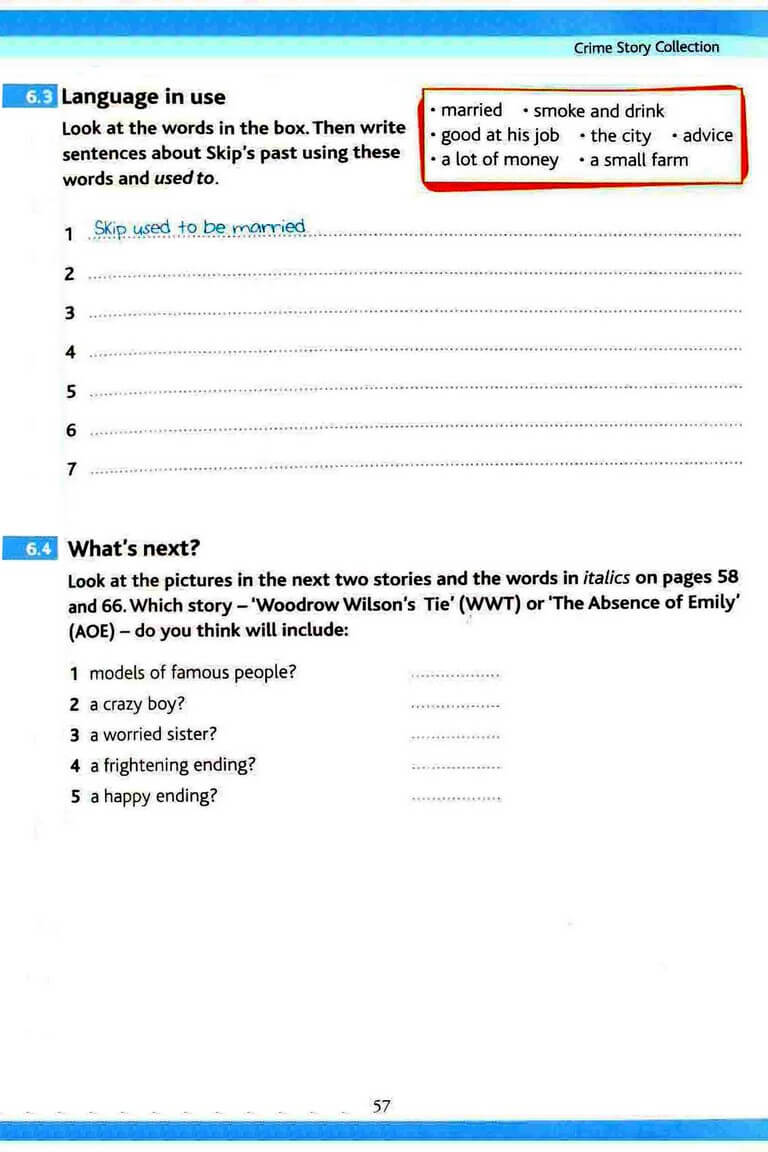 Crime Story Collection
6.3 Language in use
Look at the words in the box. Then write
sentences about Skip's past using these
words and used to.
• married • smoke and drink
• good at his job • the city • advice
• a lot of money • a small farm
1 Skip used to be married
2
3
4
5
6
7
6.4 What's next?
Look at the pictures in the next two stories and the words in italics on pages 58
and 66. Which story – 'Woodrow Wilson's Tie' (WWT) or 'The Absence of Emily'
(AOE) – do you think will include:
1 models of famous people?
2 a crazy boy?
3 a worried sister?
4 a frightening ending?
5 a happy ending?
57